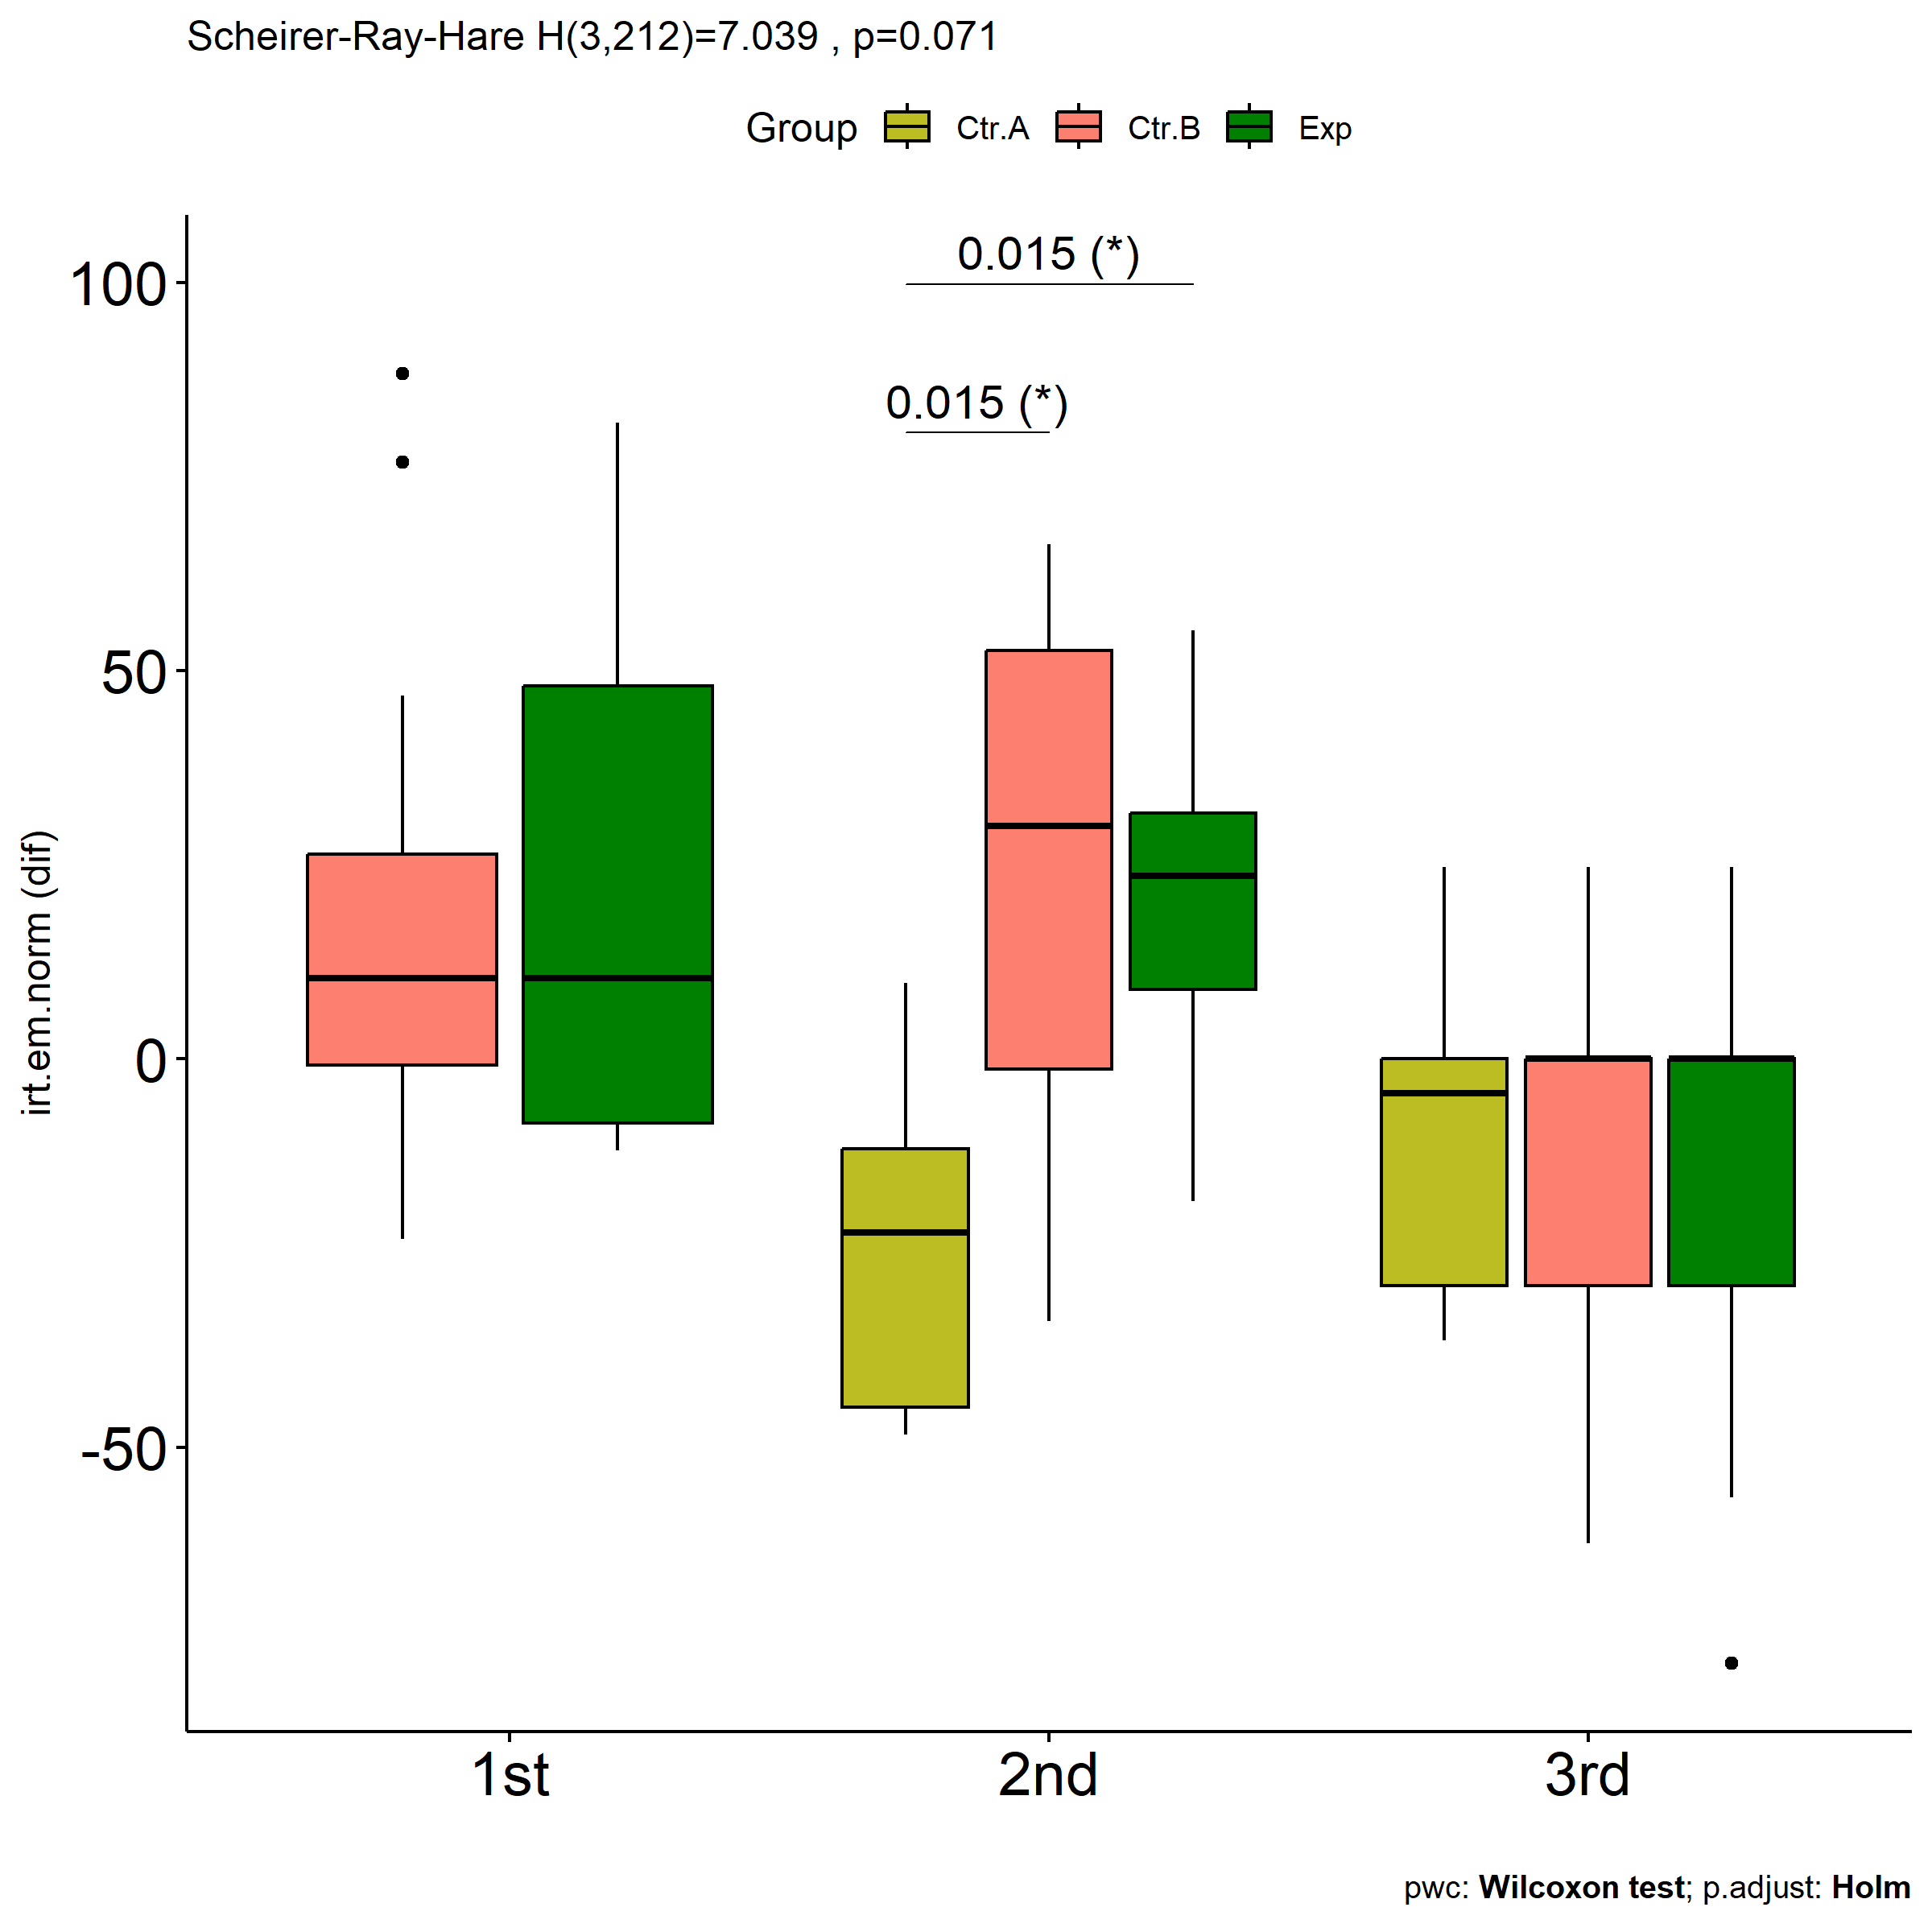 Scheirer-Ray-Hare H(3,212)=7.039 , p=0.071
Group Ctr.A Ctr.B Exp
0.015 (*)
0.015 (*)
100
50
0
-50
irt.em.norm (dif)
1st 2nd 3rd
pwc: Wilcoxon test; p.adjust: Holm